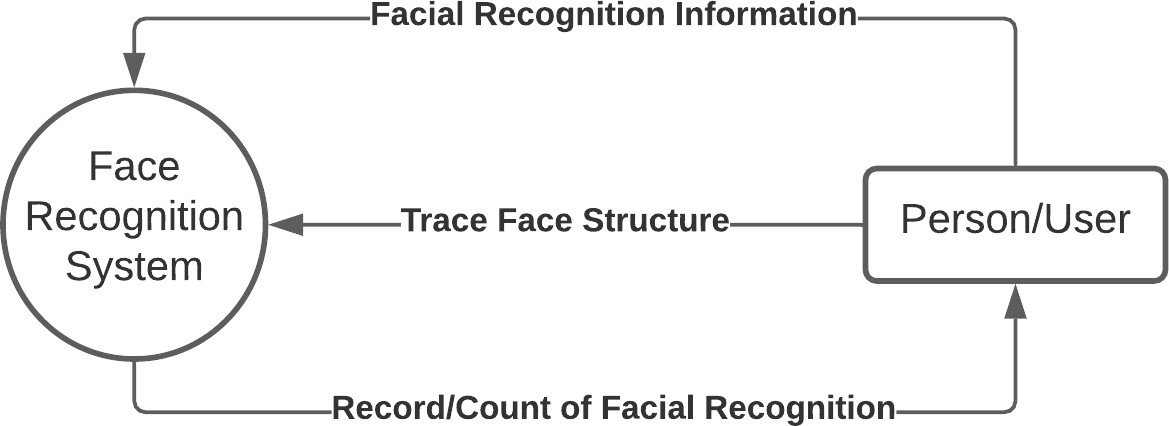 Facial Recognition Information
Face
Recognition
System
Trace Face Structure
Person/User
Record/Count of Facial Recognition